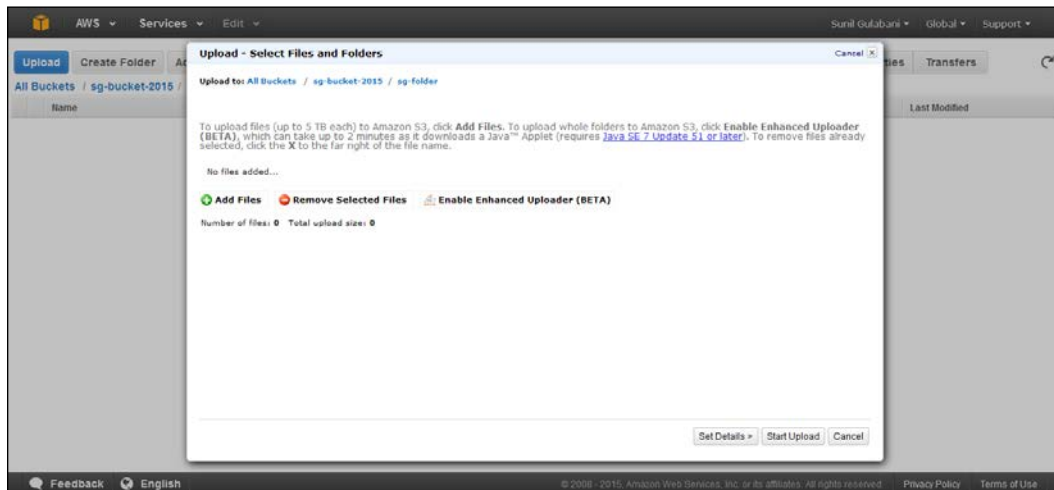 AWS Services Edit Sunil Gulabani Global Support
Upload Create Folder Transfers
All Buckets / sg-bucket-2015 /
Name Last Modified
Upload - Select Files and Folders Cancel X
Upload to: All Buckets / sg-bucket-2015 / sg-folder
To upload files (up to 5 TB each) to Amazon S3, click Add Files. To upload whole folders to Amazon S3, click Enable Enhanced Uploader
(BETA), which can take up to 2 minutes as it downloads a Java™ Applet (requires Java SE 7 Update 51 or later). To remove files already
selected, click the X to the far right of the file name.
No files added...
Add Files Remove Selected Files Enable Enhanced Uploader (BETA)
Number of files: 0 Total upload size: 0
Set Details > Start Upload Cancel
Feedback English © 2008 - 2015, Amazon Web Services, Inc. or its affiliates. All rights reserved. Privacy Policy Terms of Use